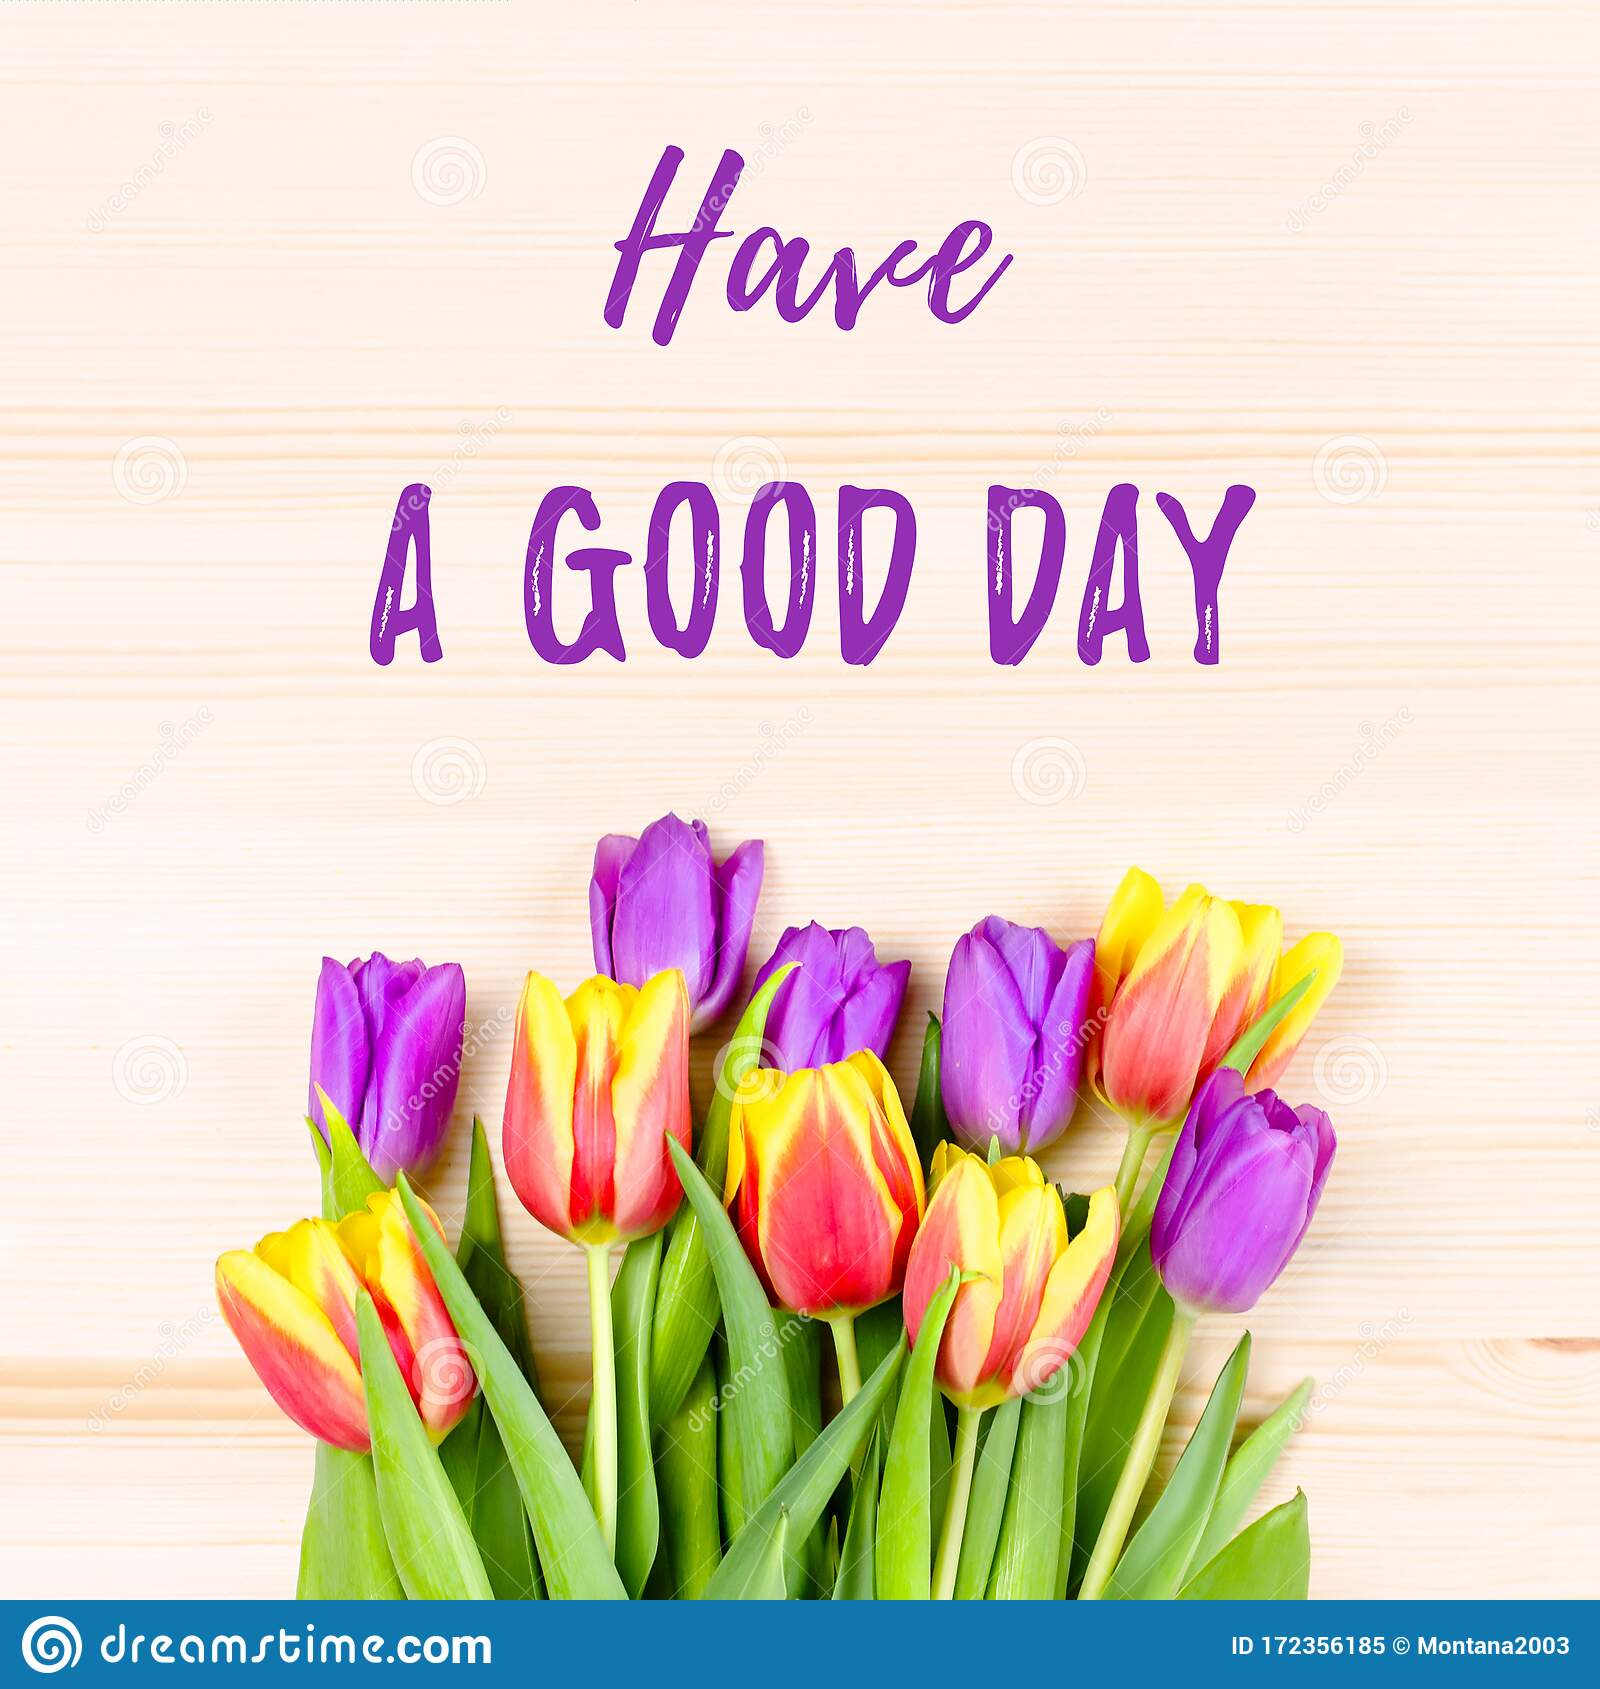 Have
A GOOD DAY
dreamstime.com
ID 172356185 © Montana2003